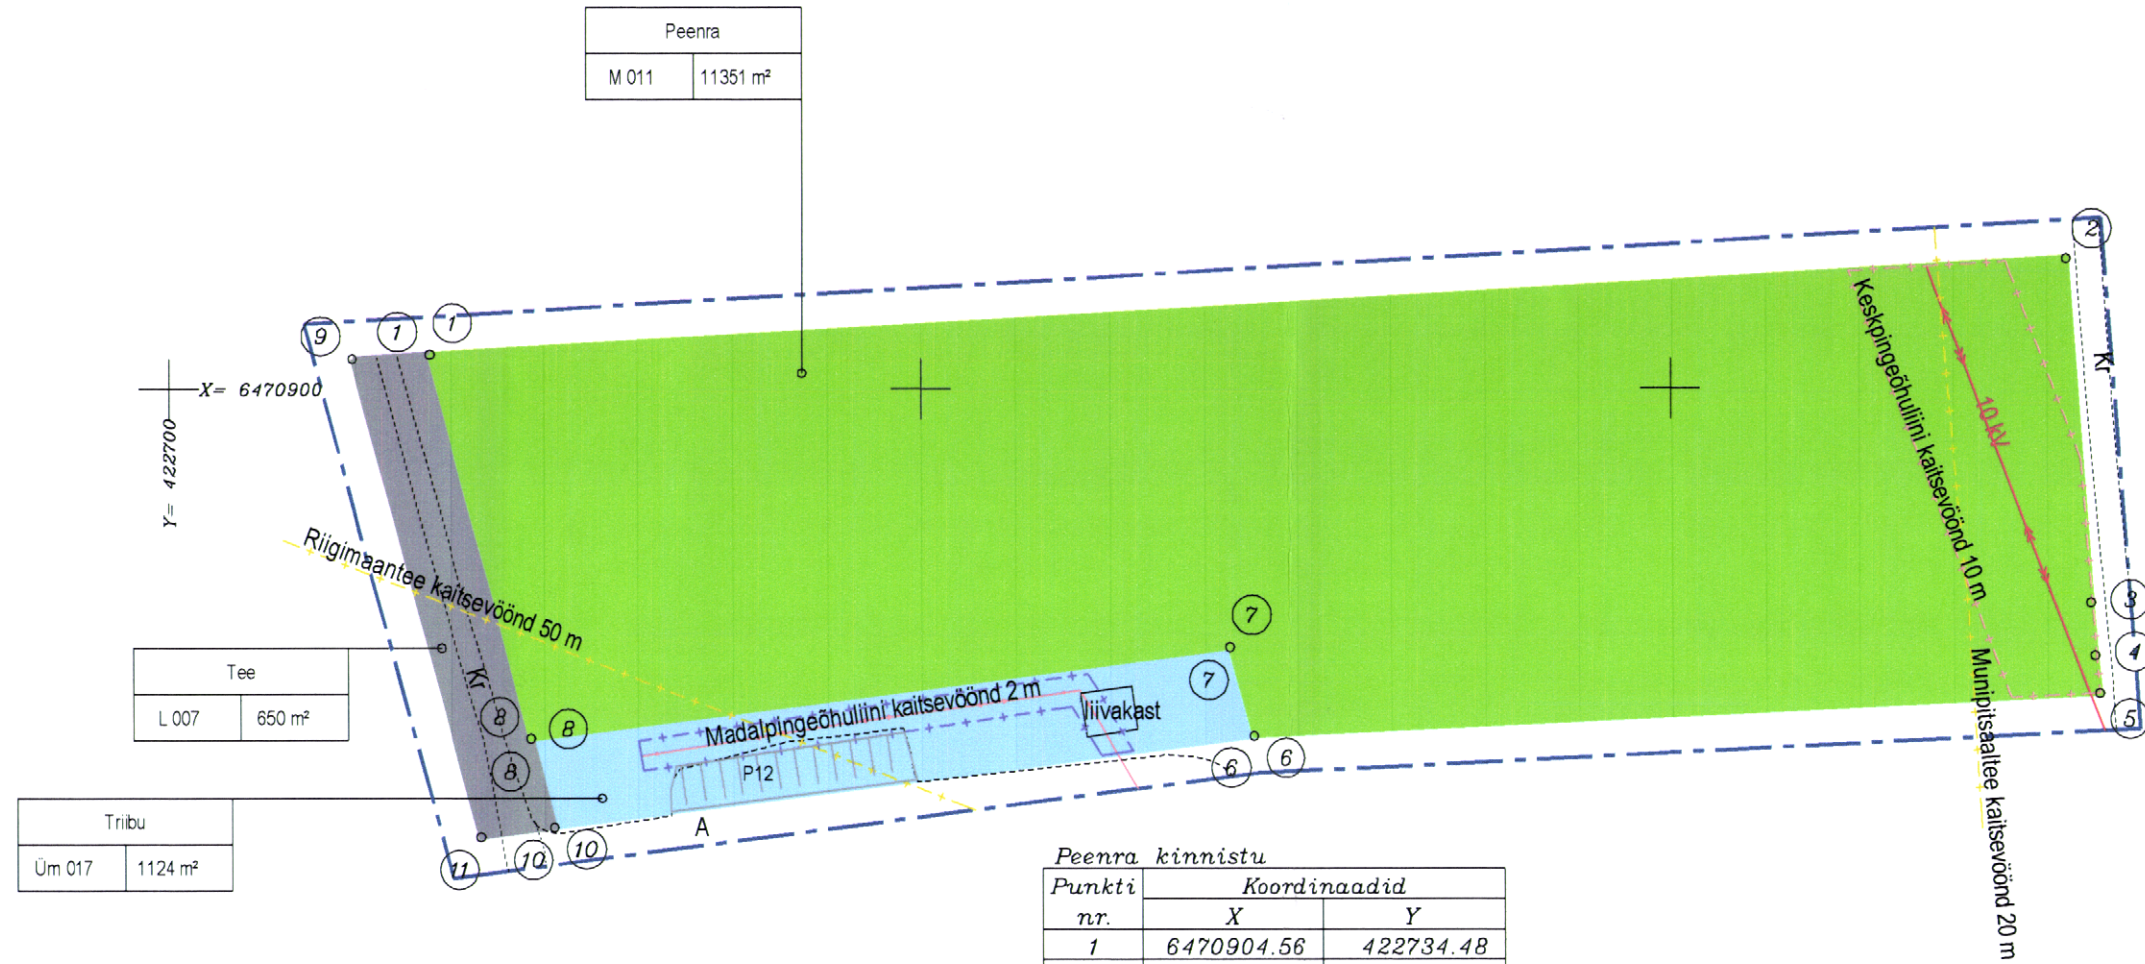 Peenra
M 011 11351 m²
2
9 1 1
X= 6470900
Y= 422700
Keskpingeõhuliini kaitsevöönd 10 m
10 kV
Kr
Riigimaantee kaitsevöönd 50 m
3
7
4
Tee
L 007 650 m²
Kr
7
Munipitsaaltee kaitsevöönd 20 m
8 8
Madalpingeõhuliini kaitsevöönd 2 m
liivakast
5
8
P12
6 6
Triibu
Üm 017 1124 m²
A
11 10 10
Peenra kinnistu
Punkti nr. Koordinaadid
X Y
1 6470904.56 422734.48